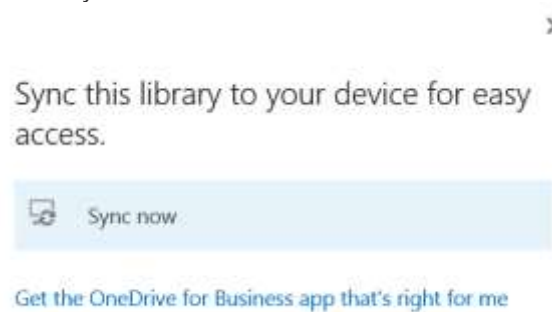 Sync this library to your device for easy
access.
Sync now
Get the OneDrive for Business app that's right for me